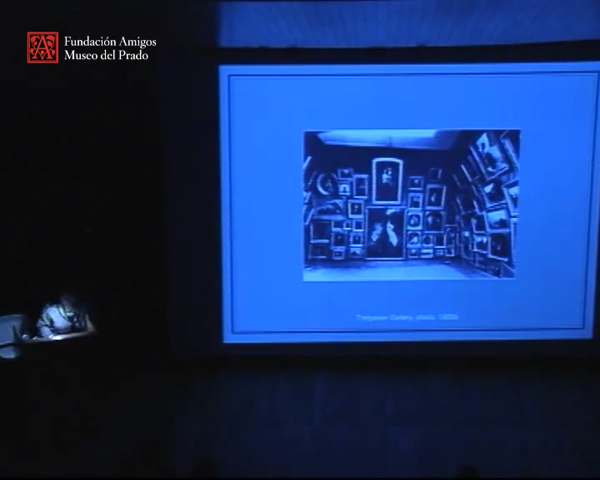 Fundación Amigos
Museo del Prado
Tretyakov Gallery, photo, 1920s